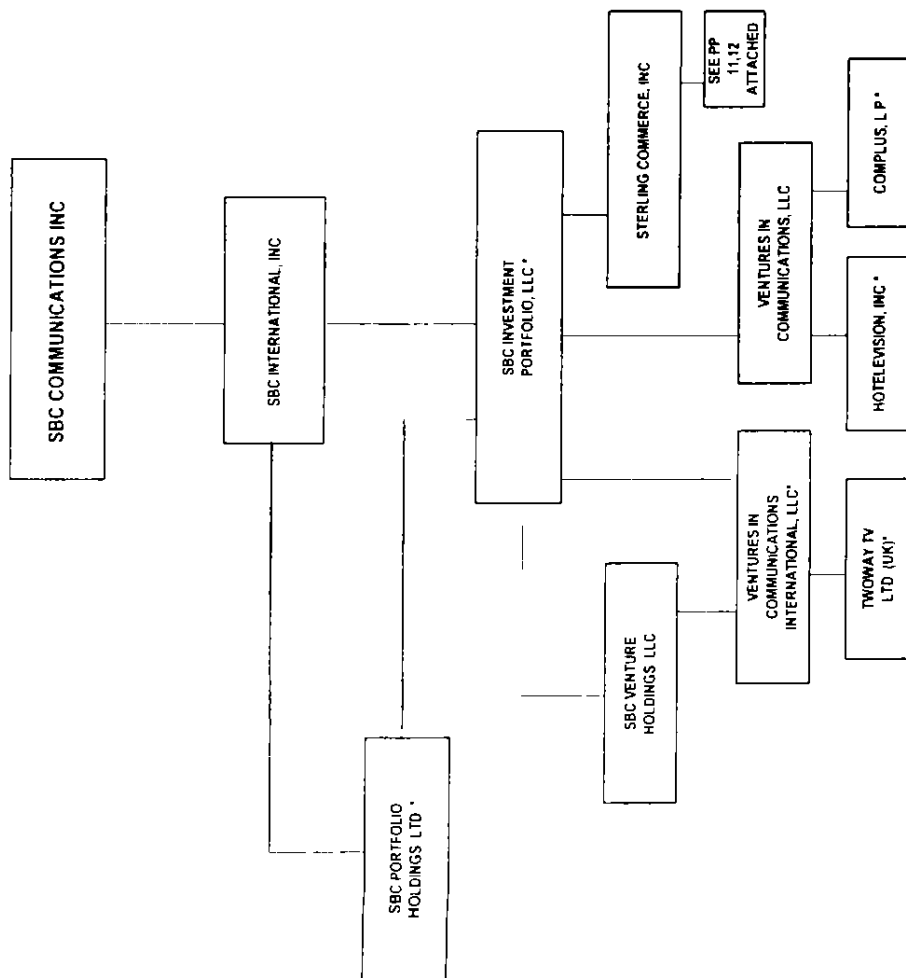 SBC COMMUNICATIONS INC
SBC INTERNATIONAL, INC
SBC PORTFOLIO
HOLDINGS LTD *
SBC INVESTMENT
PORTFOLIO, LLC *
SBC VENTURE
HOLDINGS LLC
STERLING COMMERCE, INC
SEE PP
11,12
ATTACHED
VENTURES IN
COMMUNICATIONS
INTERNATIONAL, LLC*
VENTURES IN
COMMUNICATIONS, LLC
TWOWAY TV
LTD (UK)*
HOTELEVISION, INC *
COMPLUS, L P *